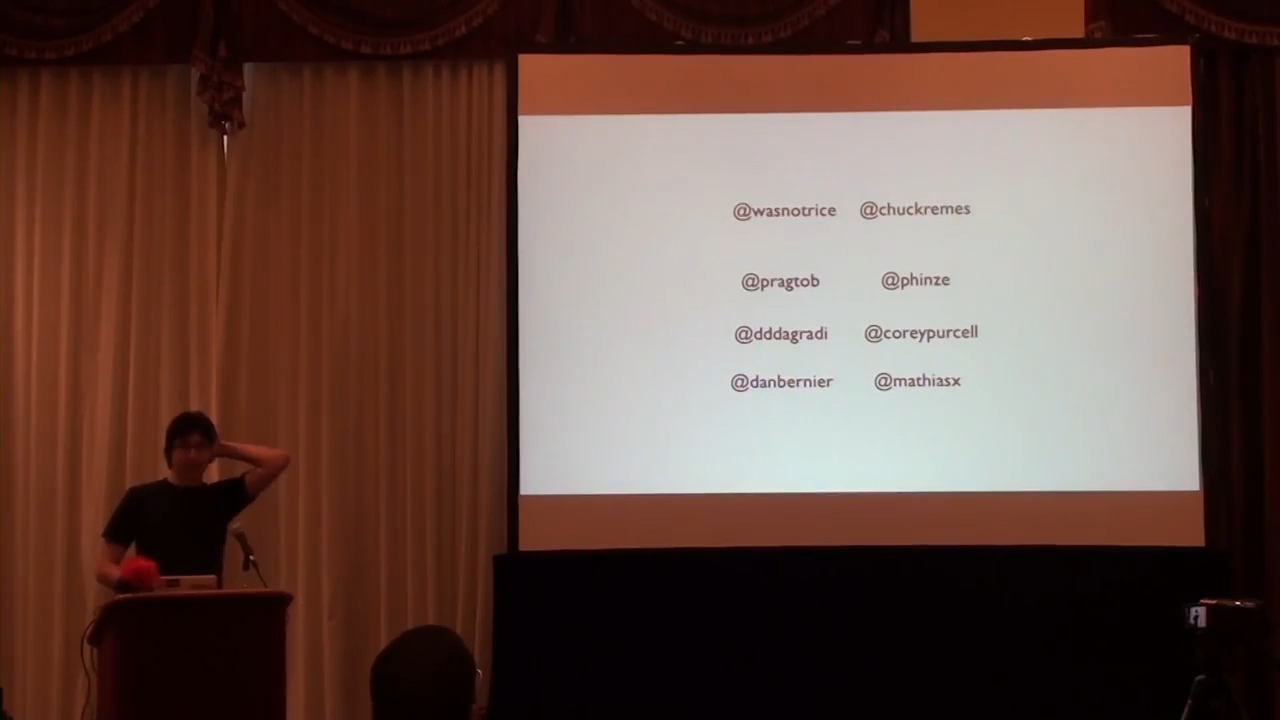 @wasnotrice @chuckremes
@pragtob @phinze
@dddagradi @coreypurcell
@danbernier @mathiasx